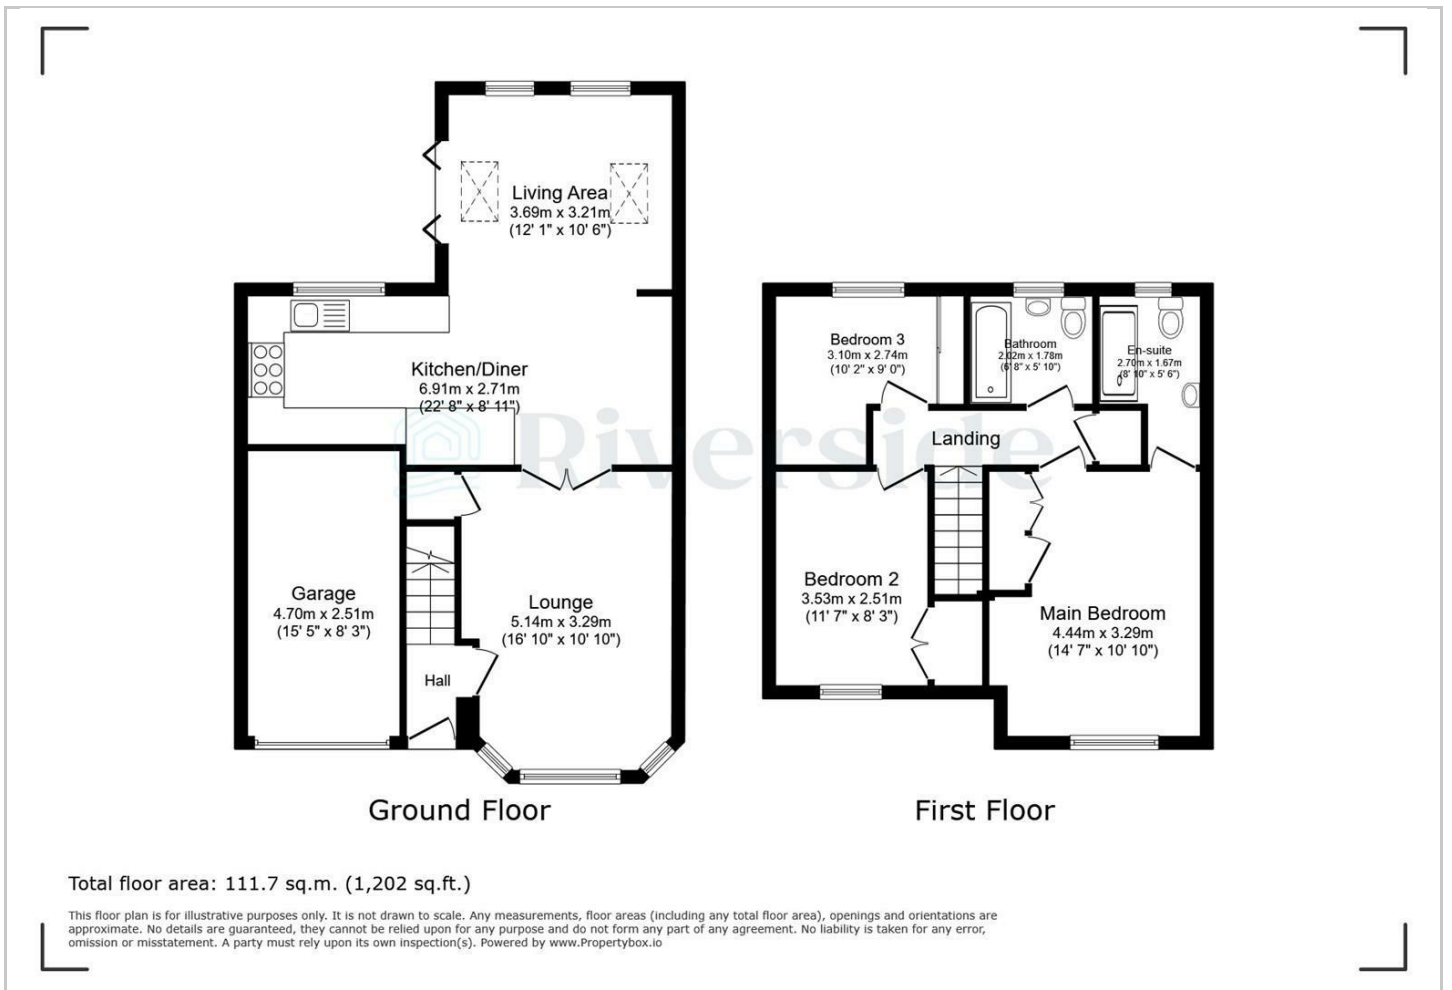 Living Area
3.69m x 3.21m
(12' 1" x 10' 6")
Kitchen/Diner
6.91m x 2.71m
(22' 8" x 8' 11")
Garage
4.70m x 2.51m
(15' 5" x 8' 3")
Lounge
5.14m x 3.29m
(16' 10" x 10' 10")
Hall
Ground Floor
Bedroom 3
3.10m x 2.74m
(10' 2" x 9' 0")
Bathroom
2.02m x 1.78m
(6' 8" x 5' 10")
En-suite
2.70m x 1.67m
(8' 10" x 5' 6")
Landing
Bedroom 2
3.53m x 2.51m
(11' 7" x 8' 3")
Main Bedroom
4.44m x 3.29m
(14' 7" x 10' 10")
First Floor
Riverside
Total floor area: 111.7 sq.m. (1,202 sq.ft.)
This floor plan is for illustrative purposes only. It is not drawn to scale. Any measurements, floor areas (including any total floor area), openings and orientations are
approximate. No details are guaranteed, they cannot be relied upon for any purpose and do not form any part of any agreement. No liability is taken for any error,
omission or misstatement. A party must rely upon its own inspection(s). Powered by www.Propertybox.io